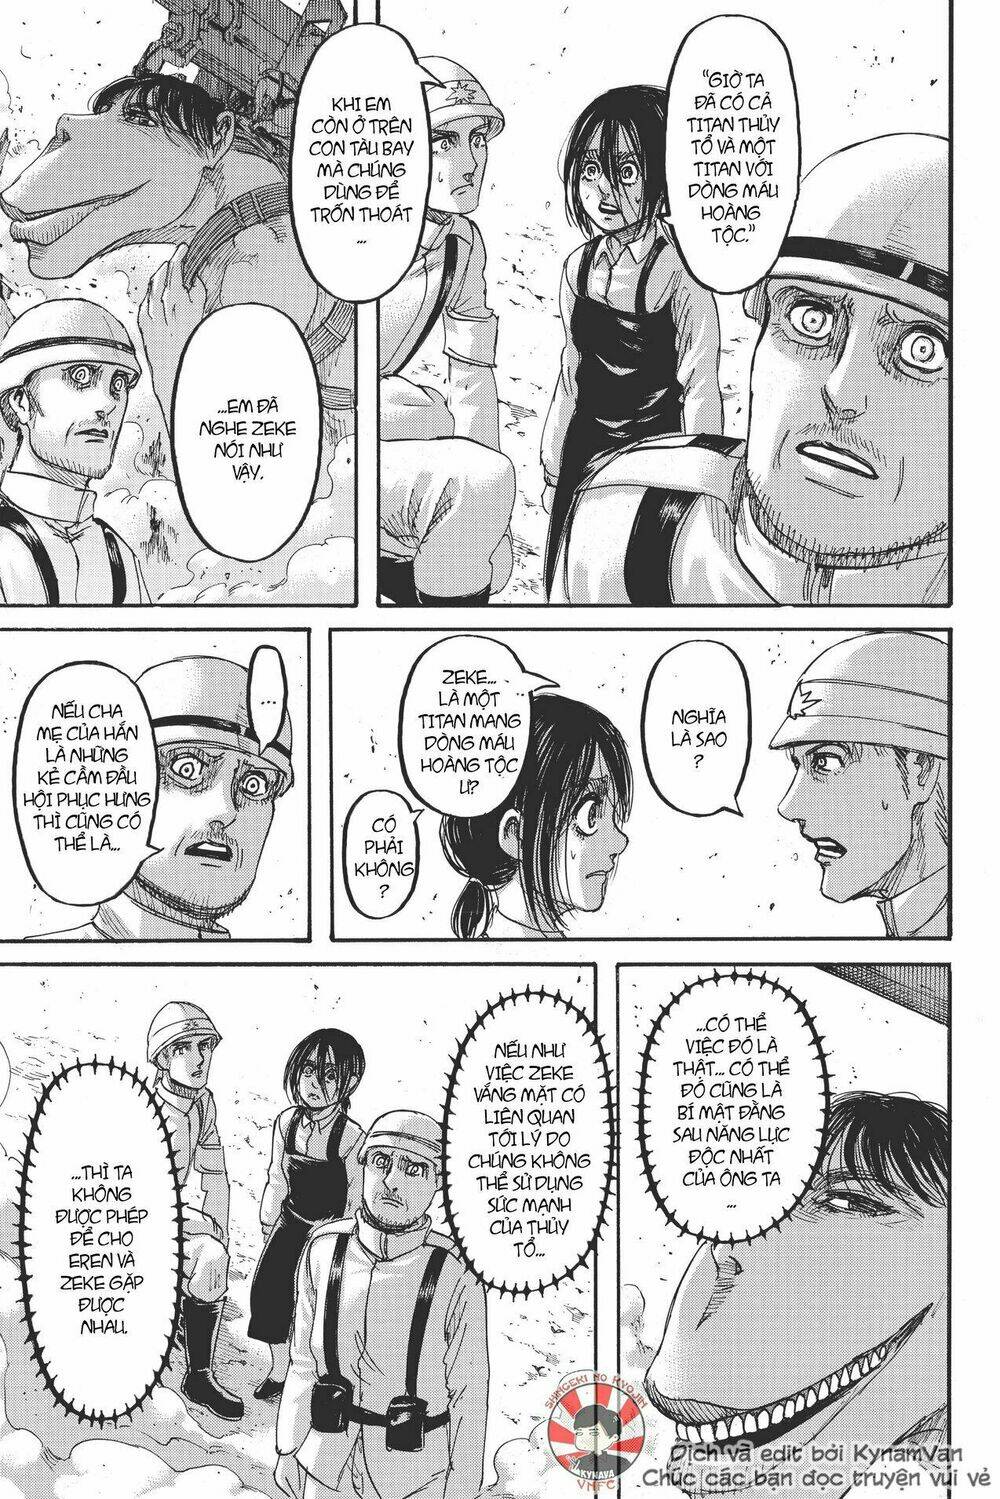 "GIỜ TA
ĐÃ CÓ CẢ
TITAN THỦY
TỔ VÀ MỘT
TITAN VỚI
DÒNG MÁU
HOÀNG
TỘC."
KHI EM
CÒN Ở TRÊN
CON TÀU BAY
MÀ CHÚNG
DÙNG ĐỂ
TRỐN THOÁT
...
...EM ĐÃ
NGHE ZEKE
NÓI NHƯ
VẬY.
NGHĨA
LÀ SAO
?
ZEKE...
LÀ MỘT
TITAN MANG
DÒNG MÁU
HOÀNG TỘC
Ư?
CÓ
PHẢI
KHÔNG
?
...
NẾU CHA
MẸ CỦA HẮN
LÀ NHỮNG
KẺ CẦM ĐẦU
HỘI PHỤC HƯNG
THÌ CŨNG CÓ
THỂ LÀ...
...CÓ THỂ
VIỆC ĐÓ LÀ
THẬT... CÓ THỂ
ĐÓ CŨNG LÀ
BÍ MẬT ĐẰNG
SAU NĂNG LỰC
ĐỘC NHẤT
CỦA ÔNG TA
...
NẾU NHƯ
VIỆC ZEKE
VẮNG MẶT CÓ
LIÊN QUAN
TỚI LÝ DO
CHÚNG KHÔNG
THỂ SỬ DỤNG
SỨC MẠNH
CỦA THỦY
TỔ...
...THÌ TA
KHÔNG
ĐƯỢC PHÉP
ĐỂ CHO
EREN VÀ
ZEKE GẶP
ĐƯỢC
NHAU.
SHINGEKI NO KYOJIN
KYNAVA
VNFC
Dịch và edit bởi KynamVan
Chúc các bạn đọc truyện vui vẻ